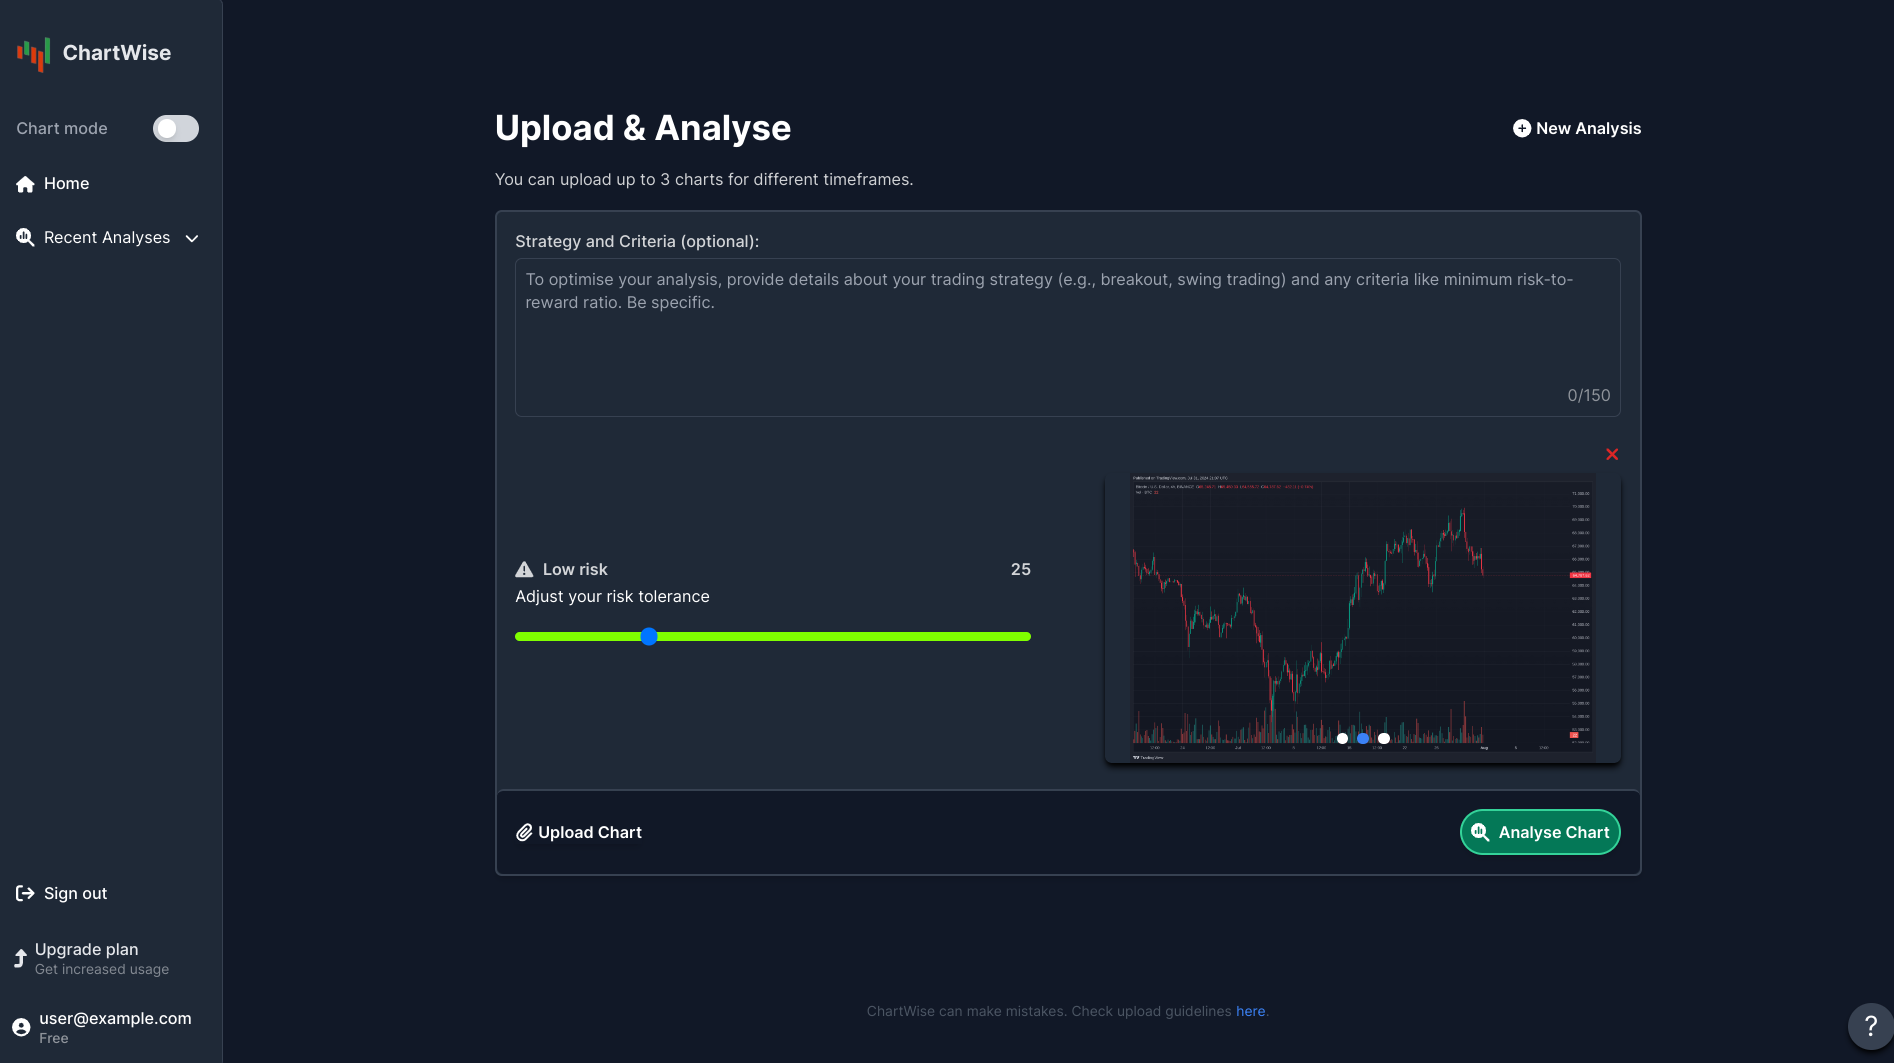 ChartWise
Chart mode
Home
Recent Analyses
Sign out
Upgrade plan
Get increased usage
user@example.com
Free
Upload & Analyse
New Analysis
You can upload up to 3 charts for different timeframes.
Strategy and Criteria (optional):
To optimise your analysis, provide details about your trading strategy (e.g., breakout, swing trading) and any criteria like minimum risk-to-
reward ratio. Be specific.
0/150
Low risk
25
Adjust your risk tolerance
TradingView
Upload Chart
Analyse Chart
ChartWise can make mistakes. Check upload guidelines here.
?